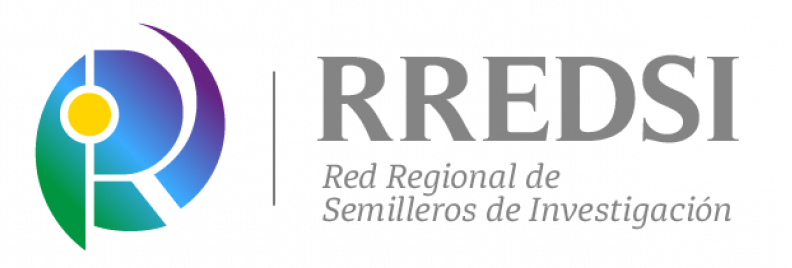 RREDSI
Red Regional de
Semilleros de Investigación